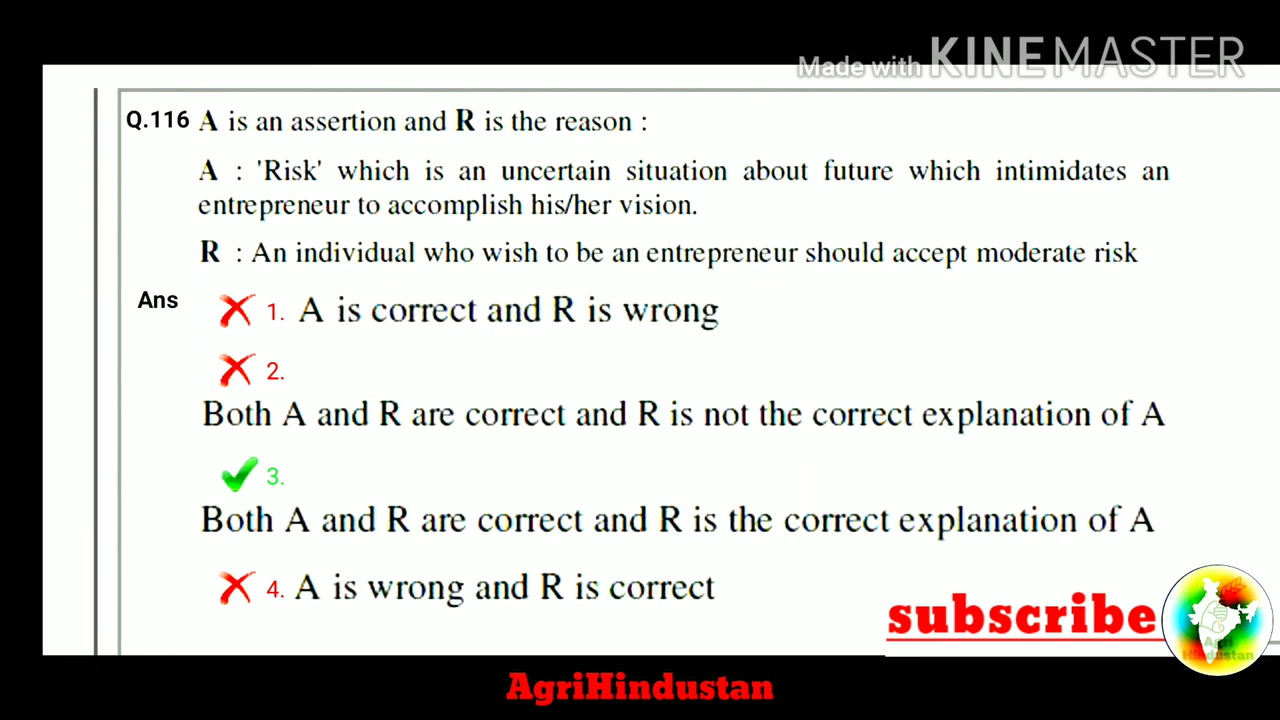 Made with KINEMASTER
Q.116 A is an assertion and R is the reason :
A : 'Risk' which is an uncertain situation about future which intimidates an
entrepreneur to accomplish his/her vision.
R : An individual who wish to be an entrepreneur should accept moderate risk
Ans
1. A is correct and R is wrong
2.
Both A and R are correct and R is not the correct explanation of A
3.
Both A and R are correct and R is the correct explanation of A
4. A is wrong and R is correct
subscribe
Agri
Hindustan
AgriHindustan